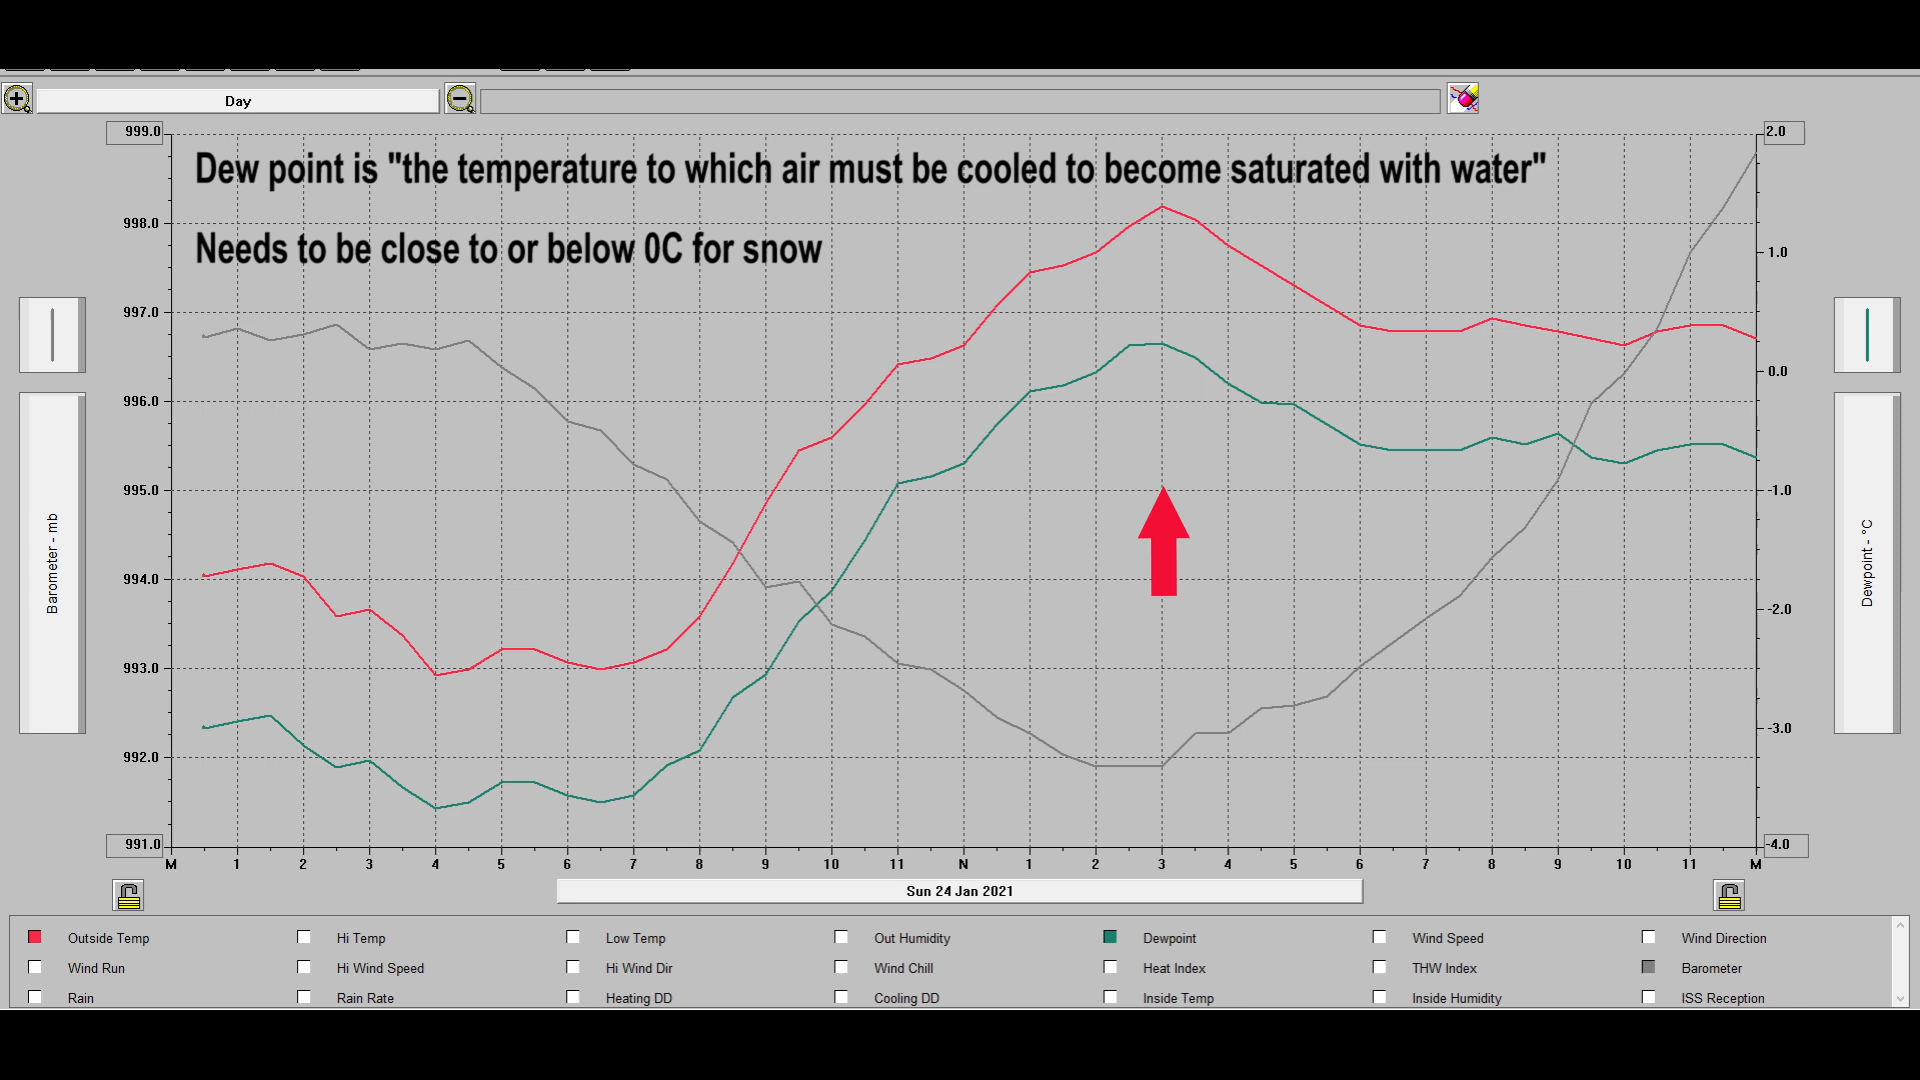 Day
999.0
2.0
Dew point is "the temperature to which air must be cooled to become saturated with water"
998.0
Needs to be close to or below 0C for snow
1.0
997.0
0.0
996.0
995.0
-1.0
Barometer - mb
Dewpoint - °C
994.0
-2.0
993.0
-3.0
992.0
991.0
-4.0
M 1 2 3 4 5 6 7 8 9 10 11 N 1 2 3 4 5 6 7 8 9 10 11 M
Sun 24 Jan 2021
Outside Temp Hi Temp Low Temp Out Humidity Dewpoint Wind Speed Wind Direction
Wind Run Hi Wind Speed Hi Wind Dir Wind Chill Heat Index THW Index Barometer
Rain Rain Rate Heating DD Cooling DD Inside Temp Inside Humidity ISS Reception